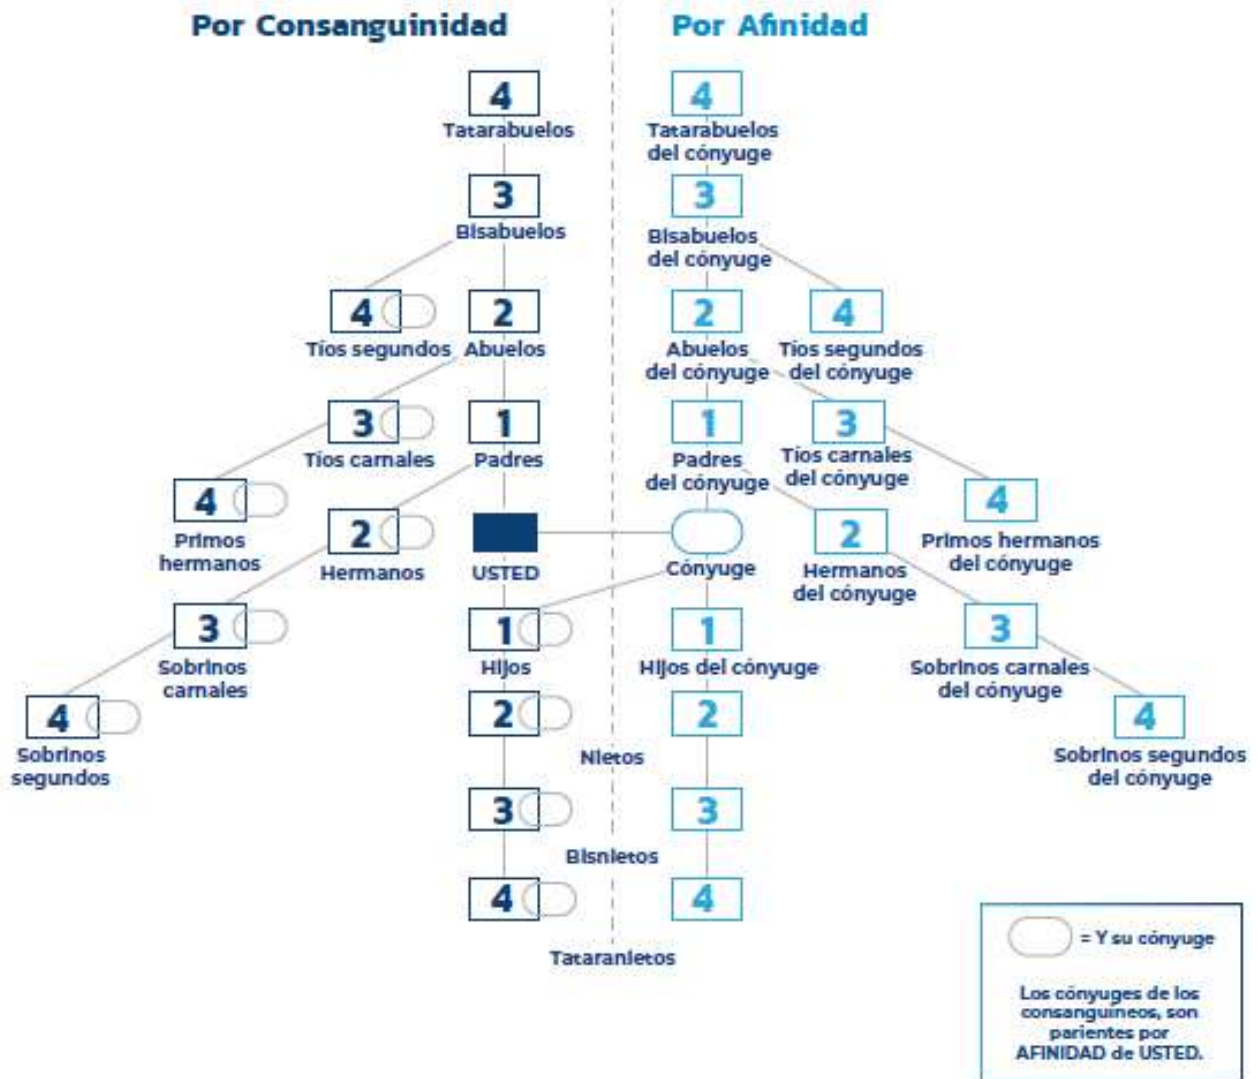 Por Consanguinidad
Por Afinidad
4
4
Tatarabuelos
Tatarabuelos
del cónyuge
3
3
Bisabuelos
Bisabuelos
del cónyuge
4
2
2
4
Tíos segundos
Abuelos
Abuelos
del cónyuge
Tíos segundos
del cónyuge
3
1
1
3
Tíos carnales
Padres
Padres
del cónyuge
Tíos carnales
del cónyuge
4
4
Primos
hermanos
2
2
Hermanos
USTED
Cónyuge
Hermanos
del cónyuge
Primos hermanos
del cónyuge
3
1
1
3
Sobrinos
carnales
Hijos
Hijos del cónyuge
Sobrinos carnales
del cónyuge
4
2
2
4
Sobrinos
segundos
Nietos
Sobrinos segundos
del cónyuge
3
3
Bisnietos
4
4
Tataranietos
= Y su cónyuge
Los cónyuges de los
consanguíneos, son
parientes por
AFINIDAD de USTED.